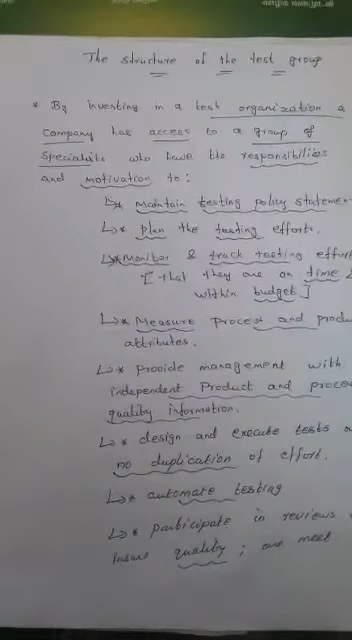 The structure of the test group
* By investing in a test organization a
company has access to a group of
specialists who have the responsibilies
and motivation to:
↳* maintain testing policy statement
↳* plan the testing efforts.
↳* Monitor & track testing effort
[ that they are on time &
within budget ]
↳* Measure process and produ
attributes.
↳* provide management with
independent product and proce
quality information.
↳* design and execute tests
no duplication of effort.
↳* automate testing
↳* participate in reviews
insure quality; are meet